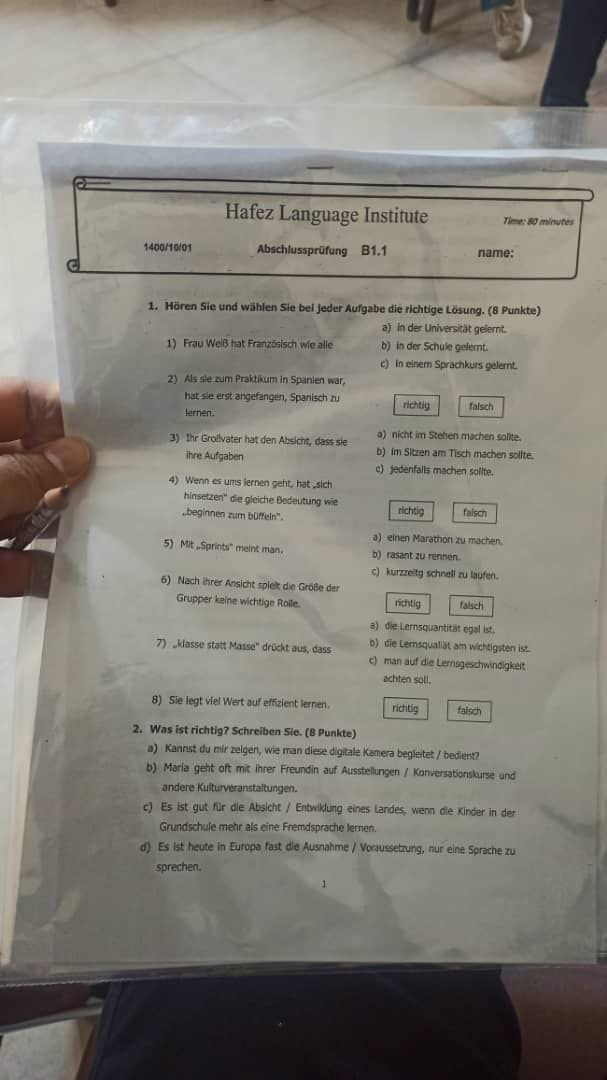 Hafez Language Institute
Time: 80 minutes
1400/10/01 Abschlussprüfung B1.1 name:
1. Hören Sie und wählen Sie bei jeder Aufgabe die richtige Lösung. (8 Punkte)
1) Frau Weiß hat Französisch wie alle
a) in der Universität gelernt.
b) in der Schule gelernt.
c) in einem Sprachkurs gelernt.
2) Als sie zum Praktikum in Spanien war,
hat sie erst angefangen, Spanisch zu
lernen.
richtig falsch
3) Ihr Großvater hat den Absicht, dass sie
ihre Aufgaben
a) nicht im Stehen machen sollte.
b) im Sitzen am Tisch machen sollte.
c) jedenfalls machen sollte.
4) Wenn es ums lernen geht, hat „sich
hinsetzen" die gleiche Bedeutung wie
„beginnen zum büffeln".
richtig falsch
5) Mit „Sprints" meint man,
a) einen Marathon zu machen.
b) rasant zu rennen.
c) kurzzeitg schnell zu laufen.
6) Nach ihrer Ansicht spielt die Größe der
Grupper keine wichtige Rolle.
richtig falsch
7) „klasse statt Masse" drückt aus, dass
a) die Lernsquantität egal ist.
b) die Lernsqualiät am wichtigsten ist.
c) man auf die Lernsgeschwindigkeit
achten soll.
8) Sie legt viel Wert auf effizient lernen.
richtig falsch
2. Was ist richtig? Schreiben Sie. (8 Punkte)
a) Kannst du mir zeigen, wie man diese digitale Kamera begleitet / bedient?
b) Maria geht oft mit ihrer Freundin auf Ausstellungen / Konversationskurse und
andere Kulturveranstaltungen.
c) Es ist gut für die Absicht / Entwiklung eines Landes, wenn die Kinder in der
Grundschule mehr als eine Fremdsprache lernen.
d) Es ist heute in Europa fast die Ausnahme / Voraussetzung, nur eine Sprache zu
sprechen.
1